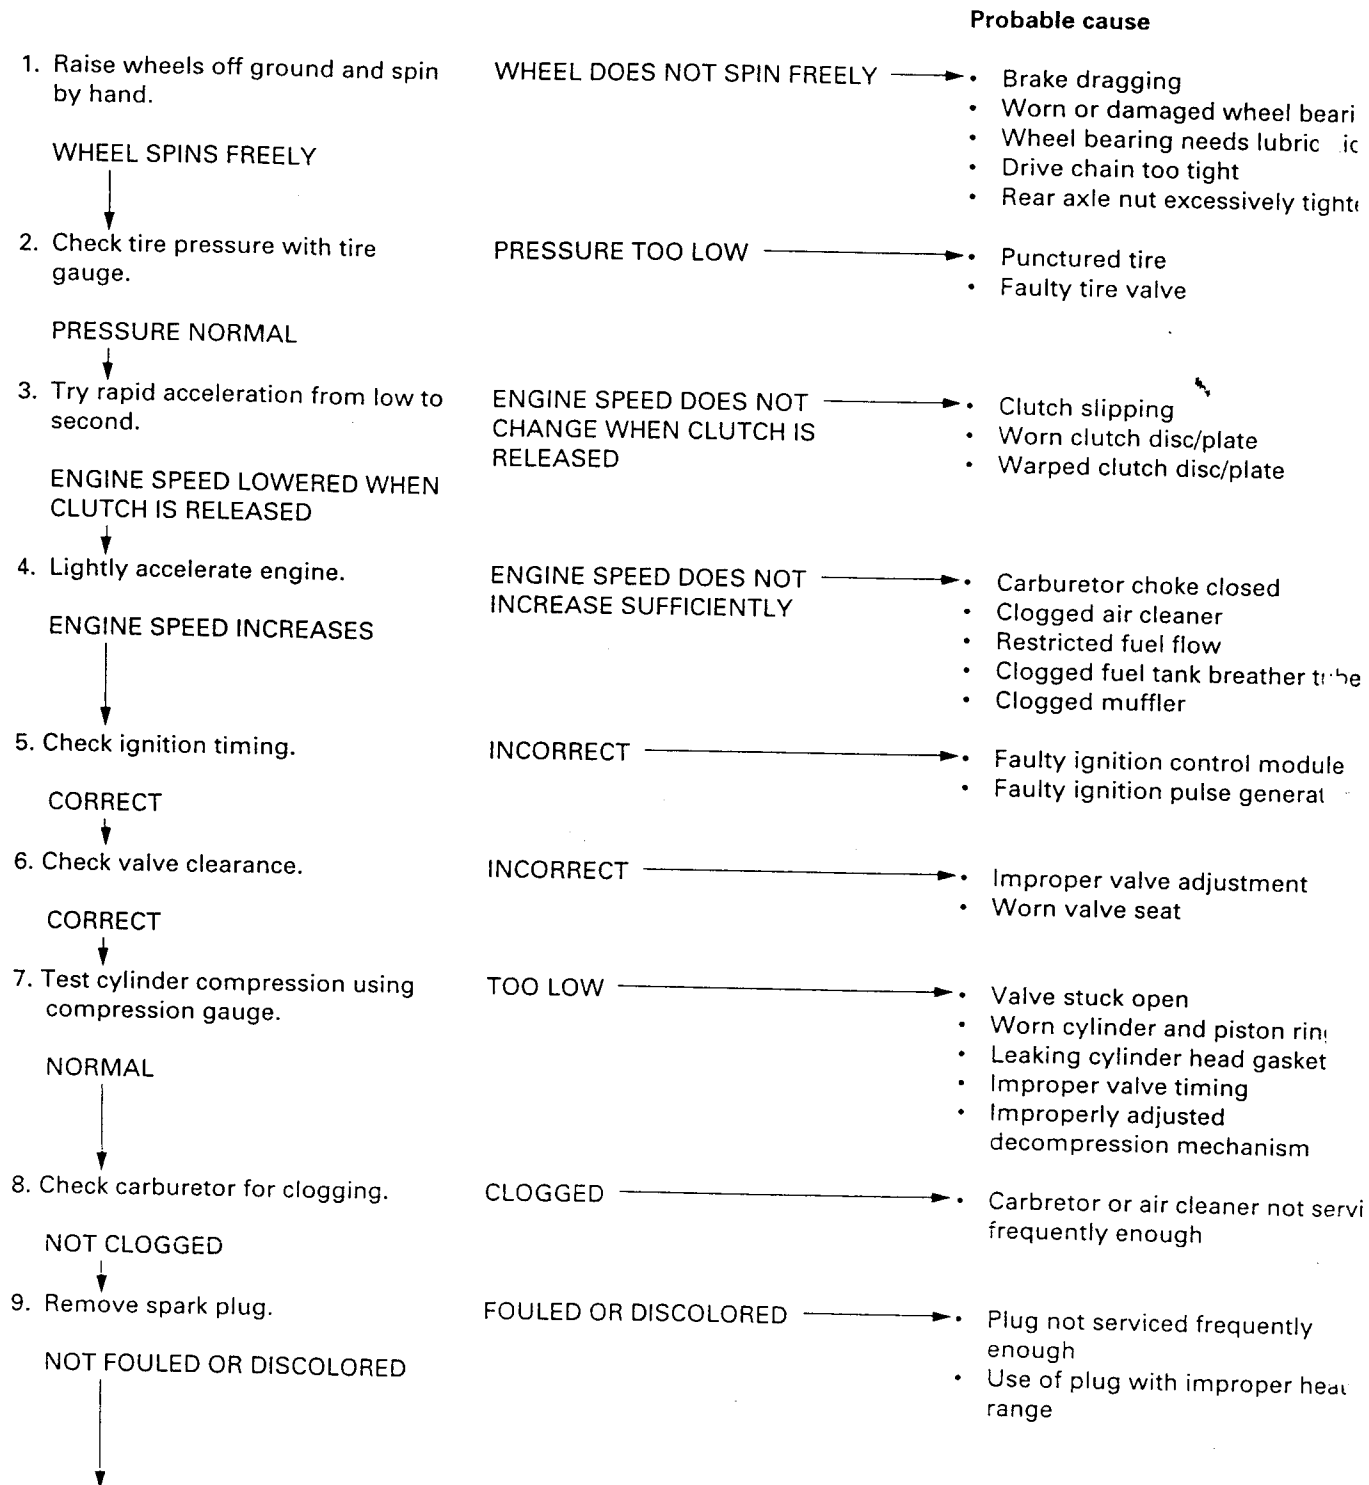 Probable cause
1. Raise wheels off ground and spin
by hand.
WHEEL DOES NOT SPIN FREELY
• Brake dragging
• Worn or damaged wheel beari
• Wheel bearing needs lubric
• Drive chain too tight
• Rear axle nut excessively tight
WHEEL SPINS FREELY
2. Check tire pressure with tire
gauge.
PRESSURE TOO LOW
• Punctured tire
• Faulty tire valve
PRESSURE NORMAL
3. Try rapid acceleration from low to
second.
ENGINE SPEED DOES NOT
CHANGE WHEN CLUTCH IS
RELEASED
• Clutch slipping
• Worn clutch disc/plate
• Warped clutch disc/plate
ENGINE SPEED LOWERED WHEN
CLUTCH IS RELEASED
4. Lightly accelerate engine.
ENGINE SPEED DOES NOT
INCREASE SUFFICIENTLY
• Carburetor choke closed
• Clogged air cleaner
• Restricted fuel flow
• Clogged fuel tank breather
• Clogged muffler
ENGINE SPEED INCREASES
5. Check ignition timing.
INCORRECT
• Faulty ignition control module
• Faulty ignition pulse generat
CORRECT
6. Check valve clearance.
INCORRECT
• Improper valve adjustment
• Worn valve seat
CORRECT
7. Test cylinder compression using
compression gauge.
TOO LOW
• Valve stuck open
• Worn cylinder and piston rin
• Leaking cylinder head gasket
• Improper valve timing
• Improperly adjusted
decompression mechanism
NORMAL
8. Check carburetor for clogging.
CLOGGED
• Carbretor or air cleaner not servi
frequently enough
NOT CLOGGED
9. Remove spark plug.
FOULED OR DISCOLORED
• Plug not serviced frequently
enough
• Use of plug with improper heat
range
NOT FOULED OR DISCOLORED